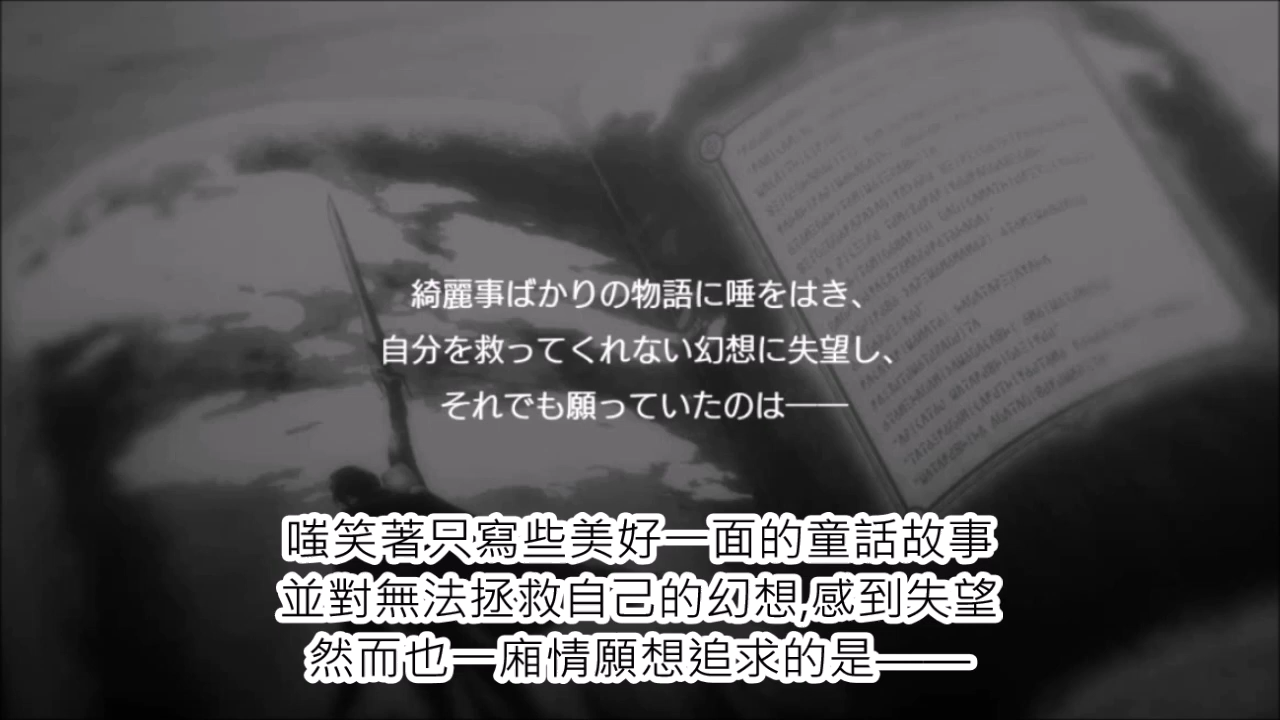 綺麗事ばかりの物語に唾をはき、
自分を救ってくれない幻想に失望し、
それでも願っていたのは――
嗤笑著只寫些美好一面的童話故事
並對無法拯救自己的幻想,感到失望
然而也一廂情願想追求的是——